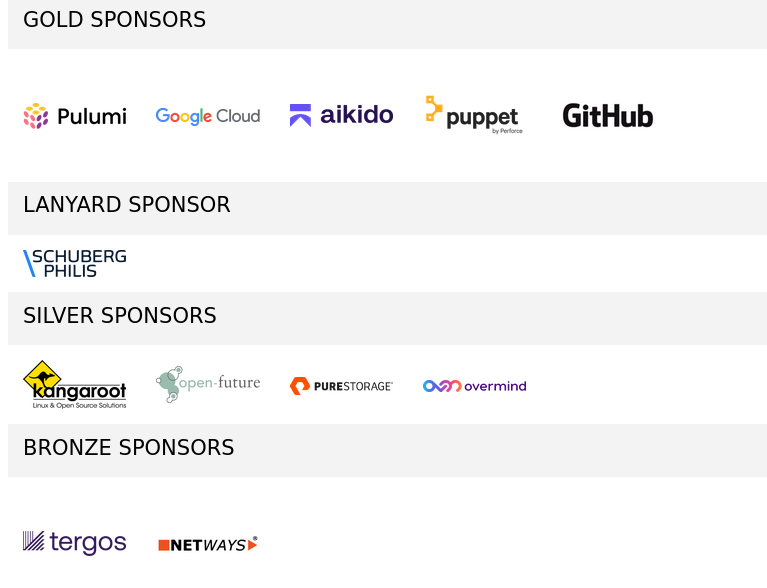 GOLD SPONSORS
Pulumi
Google Cloud
aikido
puppet
by Perforce
GitHub
LANYARD SPONSOR
SCHUBERG
PHILIS
SILVER SPONSORS
kangaroot
Linux & Open Source Solutions
open-future
PURESTORAGE®
overmind
BRONZE SPONSORS
tergos
NETWAYS®